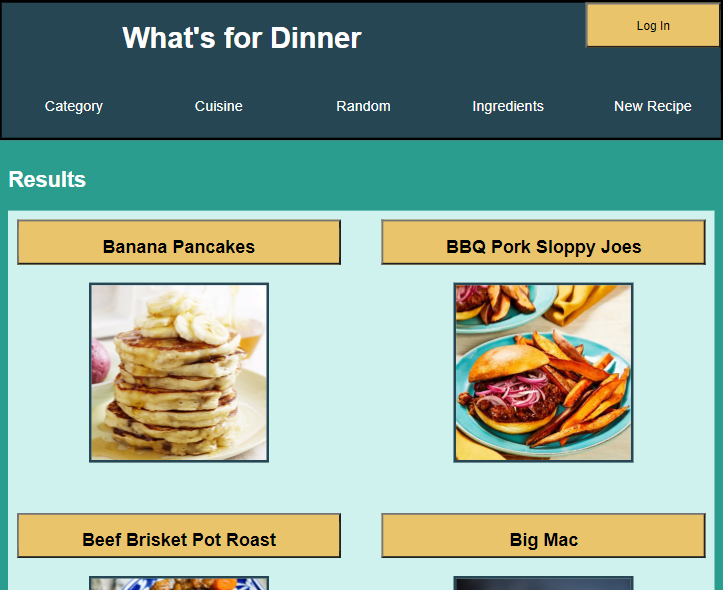 What's for Dinner
Log In
Category Cuisine Random Ingredients New Recipe
Results
Banana Pancakes BBQ Pork Sloppy Joes
Beef Brisket Pot Roast Big Mac